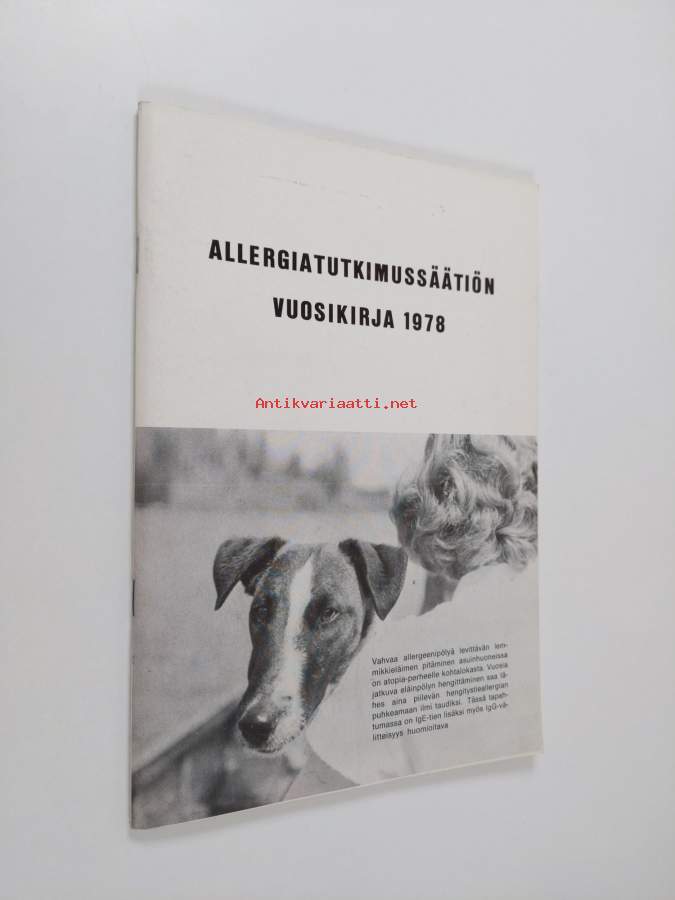 ALLERGIATUTKIMUSSÄÄTIÖN
VUOSIKIRJA 1978
Antikvariaatti.net
Vahvaa allergeenipölyä levittävän lem-
mikkieläimen pitäminen asuinhuoneissa
on atopia-perheelle kohtalokasta. Vuosia
jatkuva eläinpölyn hengittäminen saa lä-
hes aina piilevän hengitystieallergian
puhkeamaan ilmi taudiksi. Tässä tapah-
tumassa on IgE-tien lisäksi myös IgG-vä-
litteisyys huomioitava